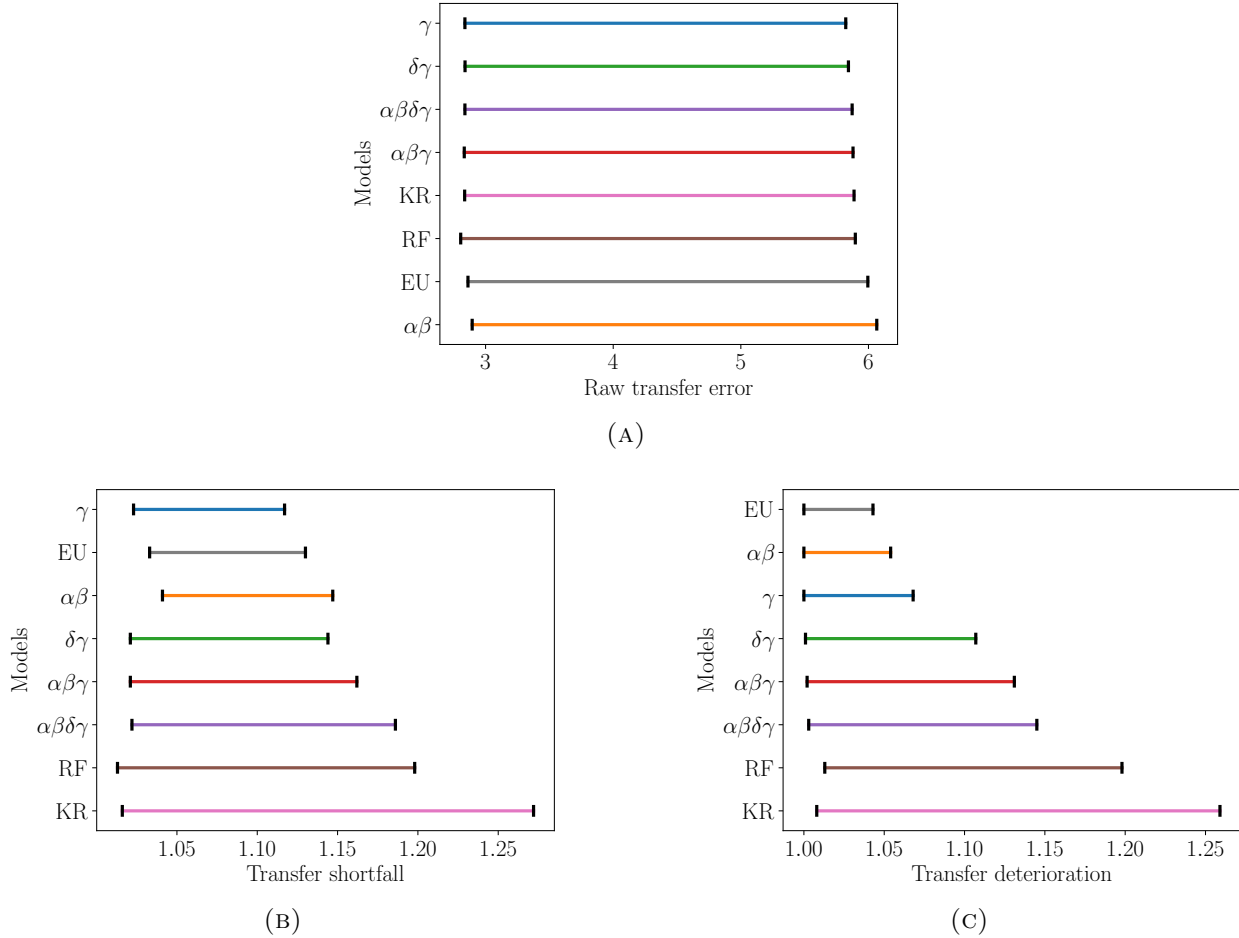 γ
δγ
αβδγ
αβγ
KR
RF
EU
αβ
Models
3 4 5 6
Raw transfer error
(A)
γ
EU
αβ
δγ
αβγ
αβδγ
RF
KR
Models
1.05 1.10 1.15 1.20 1.25
Transfer shortfall
(B)
EU
αβ
γ
δγ
αβγ
αβδγ
RF
KR
Models
1.00 1.05 1.10 1.15 1.20 1.25
Transfer deterioration
(C)